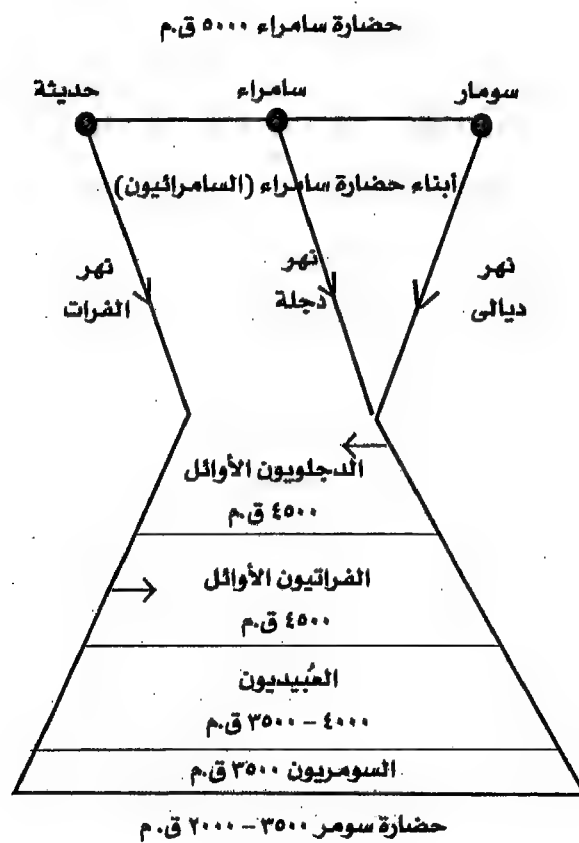 حضارة سامراء ٥٠٠٠ ق.م
سومار
سامراء
حديثة
أبناء حضارة سامراء (السامرائيون)
نهر
ديالى
نهر
دجلة
نهر
الفرات
الدجلويون الأوائل
٤٥٠٠ ق.م
الفراتيون الأوائل
٤٥٠٠ ق.م
العُبيديون
٤٠٠٠ – ٣٥٠٠ ق.م
السومريون ٣٥٠٠ ق.م
حضارة سومر ٣٥٠٠ – ٢٠٠٠ ق.م